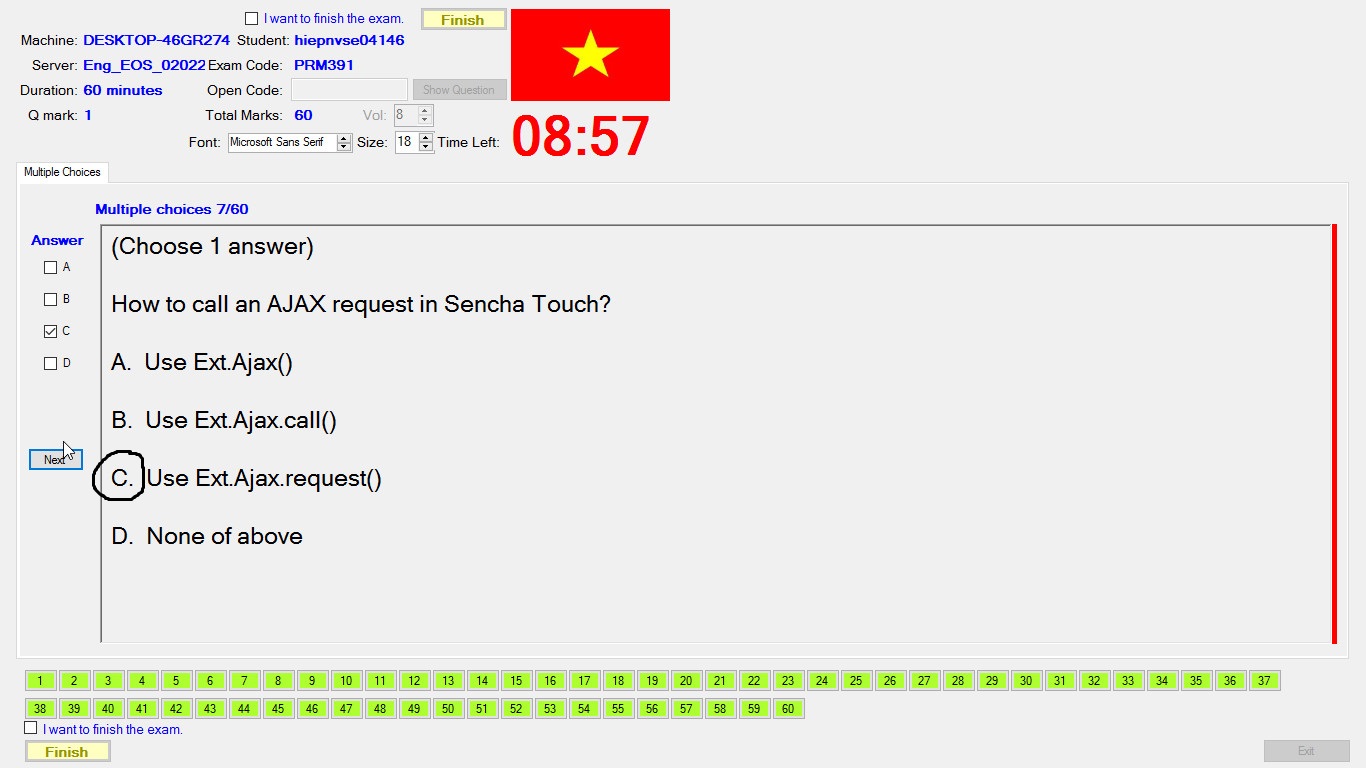 I want to finish the exam. Finish
Machine: DESKTOP-46GR274 Student: hiepnvse04146
Server: Eng_EOS_02022 Exam Code: PRM391
Duration: 60 minutes Open Code: Show Question
Q mark: 1 Total Marks: 60 Vol: 8
Font: Microsoft Sans Serif Size: 18 Time Left: 08:57
Multiple Choices
Multiple choices 7/60
Answer
A
B
C
D
Next
(Choose 1 answer)
How to call an AJAX request in Sencha Touch?
A. Use Ext.Ajax()
B. Use Ext.Ajax.call()
C. Use Ext.Ajax.request()
D. None of above
1 2 3 4 5 6 7 8 9 10 11 12 13 14 15 16 17 18 19 20 21 22 23 24 25 26 27 28 29 30 31 32 33 34 35 36 37
38 39 40 41 42 43 44 45 46 47 48 49 50 51 52 53 54 55 56 57 58 59 60
I want to finish the exam.
Finish Exit